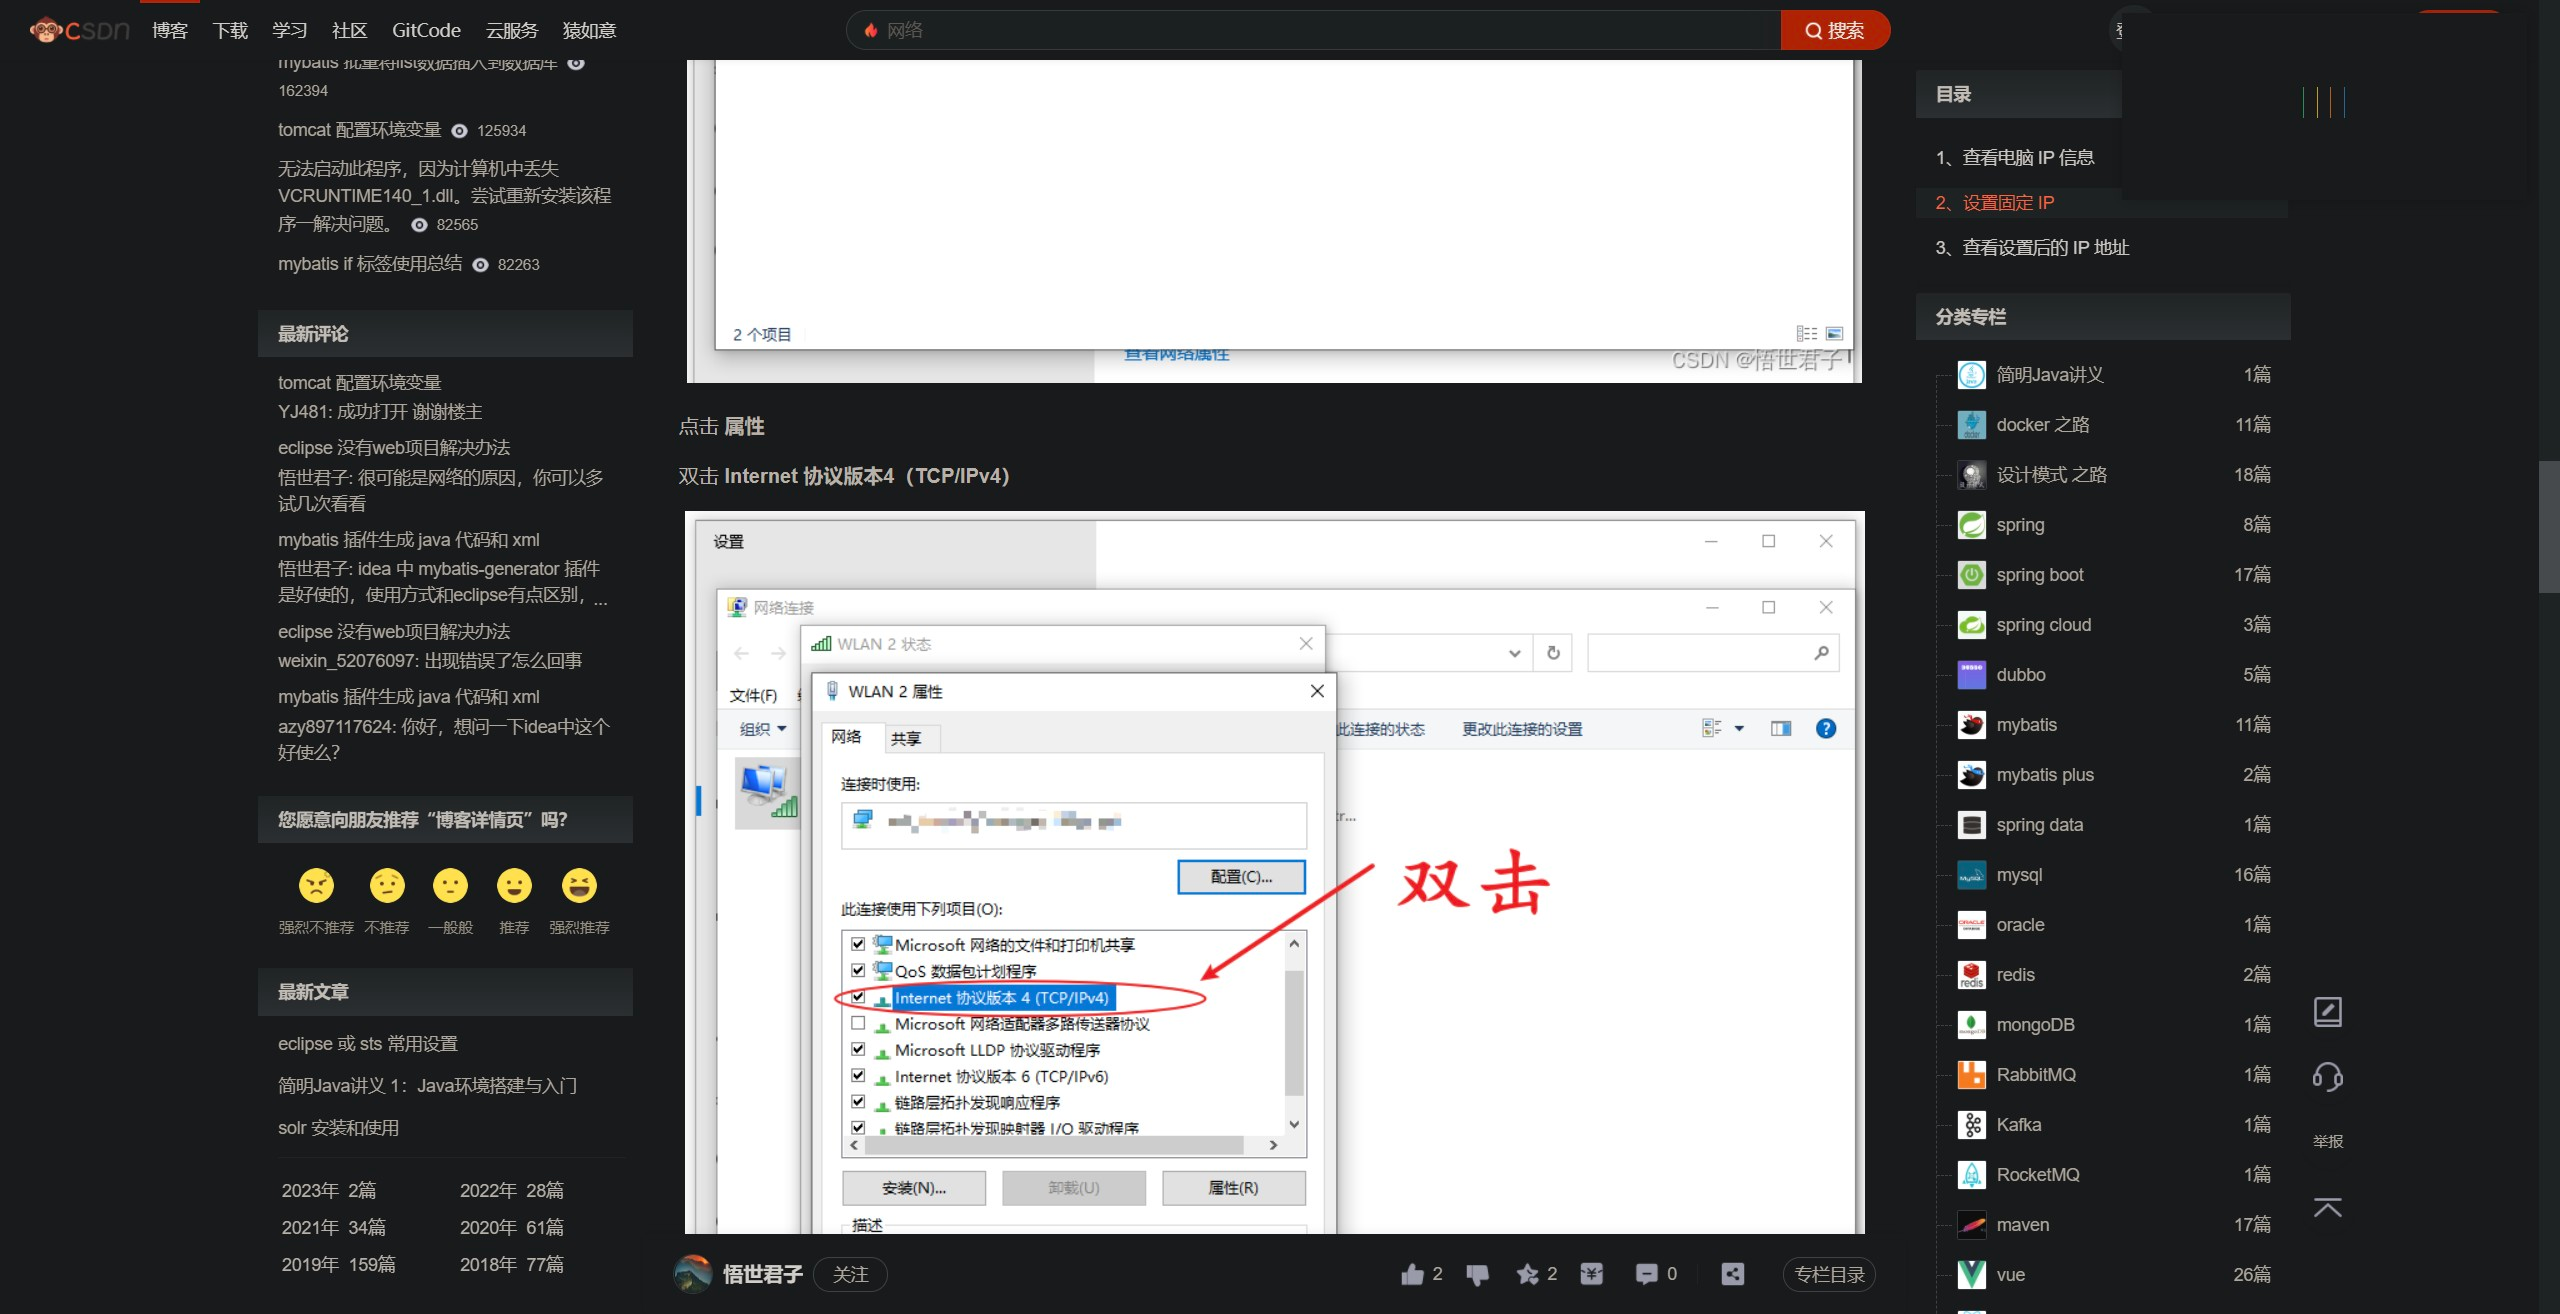 CSDN 博客 下载 学习 社区 GitCode 云服务 猿如意
网络
搜索
mybatis 批量将list数据插入到数据库
162394
tomcat 配置环境变量 125934
无法启动此程序，因为计算机中丢失
VCRUNTIME140_1.dll。尝试重新安装该程
序一解决问题。 82565
mybatis if 标签使用总结 82263
最新评论
tomcat 配置环境变量
YJ481: 成功打开 谢谢楼主
eclipse 没有web项目解决办法
悟世君子: 很可能是网络的原因，你可以多
试几次看看
mybatis 插件生成 java 代码和 xml
悟世君子: idea 中 mybatis-generator 插件
是好使的，使用方式和eclipse有点区别，...
eclipse 没有web项目解决办法
weixin_52076097: 出现错误了怎么回事
mybatis 插件生成 java 代码和 xml
azy897117624: 你好，想问一下idea中这个
好使么？
您愿意向朋友推荐“博客详情页”吗？
强烈不推荐 不推荐 一般般 推荐 强烈推荐
最新文章
eclipse 或 sts 常用设置
简明Java讲义 1：Java环境搭建与入门
solr 安装和使用
2023年 2篇 2022年 28篇
2021年 34篇 2020年 61篇
2019年 159篇 2018年 77篇
2 个项目
查看网络属性
CSDN @悟世君子
点击 属性
双击 Internet 协议版本4（TCP/IPv4）
设置
网络连接
WLAN 2 状态
文件(F)
WLAN 2 属性
组织
此连接的状态 更改此连接的设置
网络 共享
连接时使用:
配置(C)...
双击
此连接使用下列项目(O):
Microsoft 网络的文件和打印机共享
QoS 数据包计划程序
Internet 协议版本 4 (TCP/IPv4)
Microsoft 网络适配器多路传送器协议
Microsoft LLDP 协议驱动程序
Internet 协议版本 6 (TCP/IPv6)
链路层拓扑发现响应程序
链路层拓扑发现映射器 I/O 驱动程序
安装(N)... 卸载(U) 属性(R)
描述
悟世君子 关注 2 2 0 专栏目录
目录
1、查看电脑 IP 信息
2、设置固定 IP
3、查看设置后的 IP 地址
分类专栏
简明Java讲义 1篇
docker 之路 11篇
设计模式 之路 18篇
spring 8篇
spring boot 17篇
spring cloud 3篇
dubbo 5篇
mybatis 11篇
mybatis plus 2篇
spring data 1篇
mysql 16篇
oracle 1篇
redis 2篇
mongoDB 1篇
RabbitMQ 1篇
Kafka 1篇
RocketMQ 1篇
maven 17篇
vue 26篇
举报